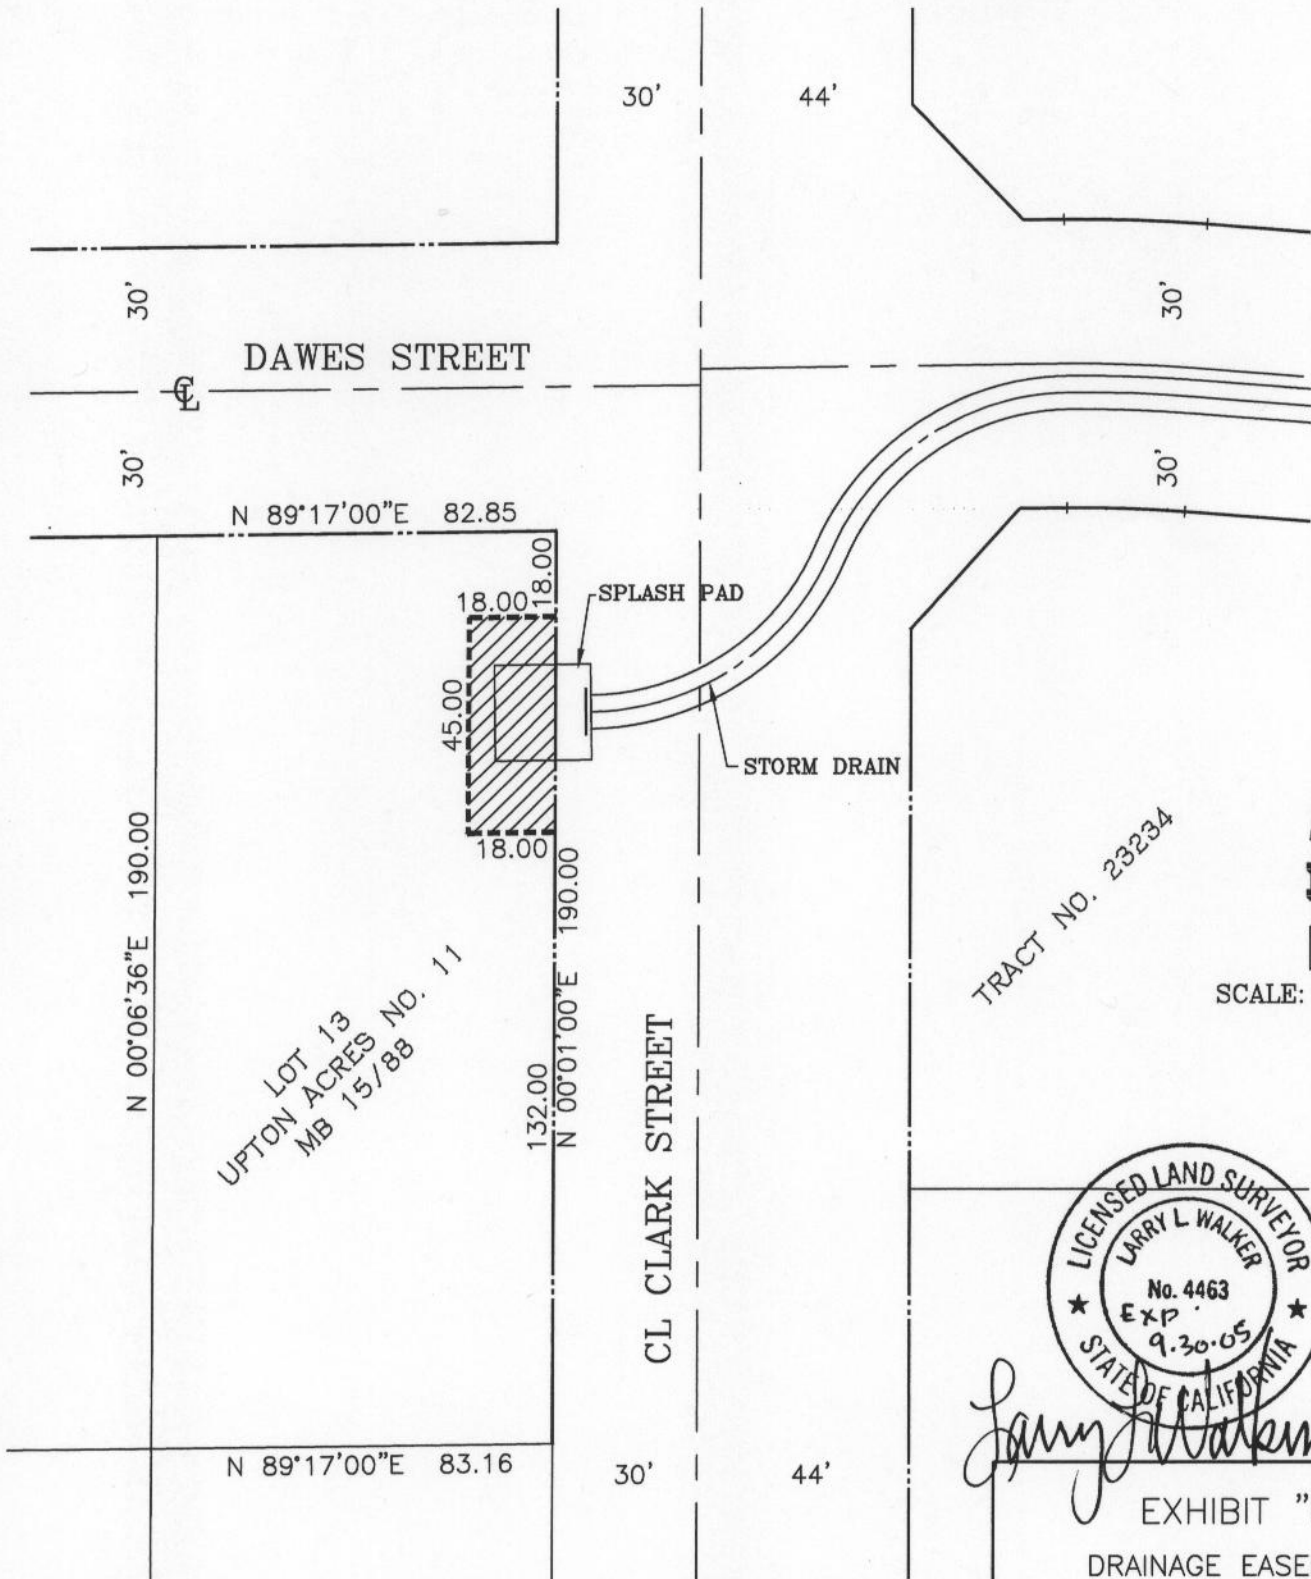 30'
44'
30'
30'
DAWES STREET
CL
30'
30'
N 89°17'00"E 82.85
18.00
18.00
SPLASH PAD
45.00
STORM DRAIN
18.00
N 00°06'36"E 190.00
N 00°01'00"E 190.00
132.00
LOT 13
UPTON ACRES NO. 11
MB 15/88
CL CLARK STREET
TRACT NO. 23234
SCALE:
LICENSED LAND SURVEYOR
LARRY L WALKER
No. 4463
Exp
9.30.05
STATE OF CALIFORNIA
Larry L Walker
N 89°17'00"E 83.16
30'
44'
EXHIBIT "
DRAINAGE EASE